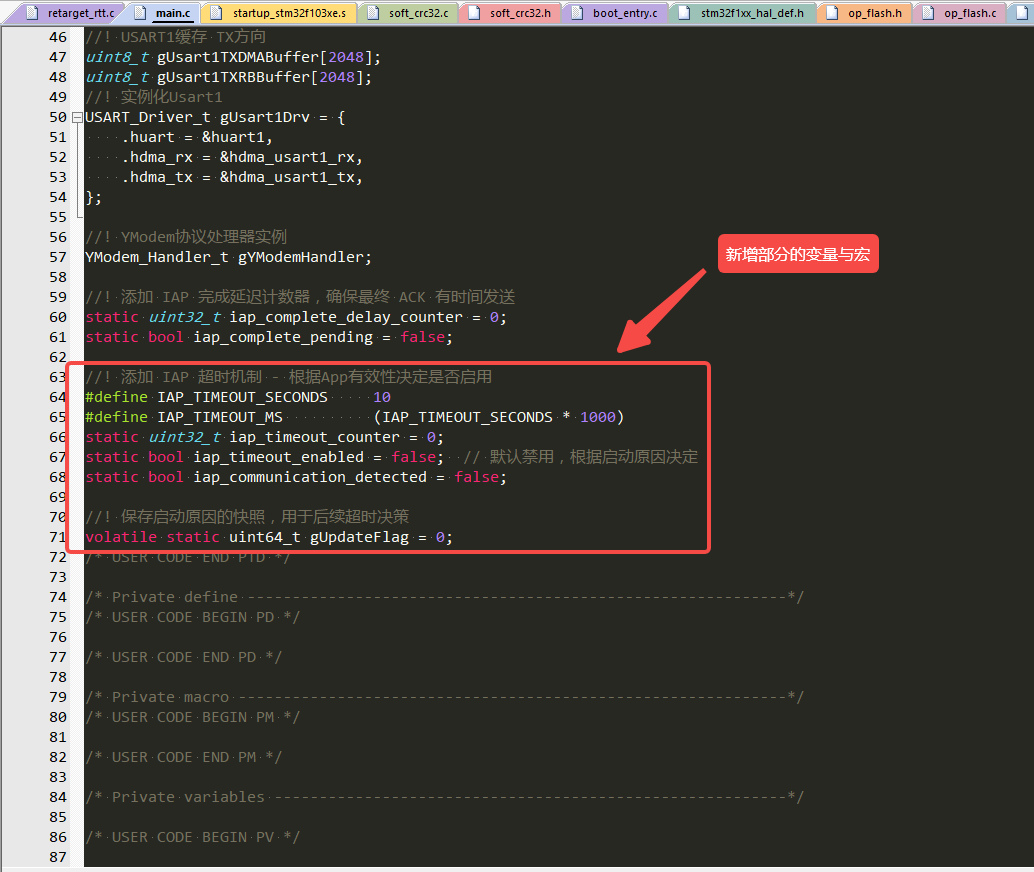 retarget_rtt.c main.c startup_stm32f103xe.s soft_crc32.c soft_crc32.h boot_entry.c stm32f1xx_hal_def.h op_flash.h op_flash.c
46 //! USART1缓存 TX方向
47 uint8_t gUsart1TXDMABuffer[2048];
48 uint8_t gUsart1TXRBBuffer[2048];
49 //! 实例化Usart1
50 USART_Driver_t gUsart1Drv = {
51 .huart = &huart1,
52 .hdma_rx = &hdma_usart1_rx,
53 .hdma_tx = &hdma_usart1_tx,
54 };
55
56 //! YModem协议处理器实例
57 YModem_Handler_t gYModemHandler;
新增部分的变量与宏
58
59 //! 添加 IAP 完成延迟计数器，确保最终 ACK 有时间发送
60 static uint32_t iap_complete_delay_counter = 0;
61 static bool iap_complete_pending = false;
62
63 //! 添加 IAP 超时机制 - 根据App有效性决定是否启用
64 #define IAP_TIMEOUT_SECONDS 10
65 #define IAP_TIMEOUT_MS (IAP_TIMEOUT_SECONDS * 1000)
66 static uint32_t iap_timeout_counter = 0;
67 static bool iap_timeout_enabled = false; // 默认禁用，根据启动原因决定
68 static bool iap_communication_detected = false;
69
70 //! 保存启动原因的快照，用于后续超时决策
71 volatile static uint64_t gUpdateFlag = 0;
72 /* USER CODE END PTD */
73
74 /* Private define ------------------------------------------------------------*/
75 /* USER CODE BEGIN PD */
76
77 /* USER CODE END PD */
78
79 /* Private macro -------------------------------------------------------------*/
80 /* USER CODE BEGIN PM */
81
82 /* USER CODE END PM */
83
84 /* Private variables ---------------------------------------------------------*/
85
86 /* USER CODE BEGIN PV */
87